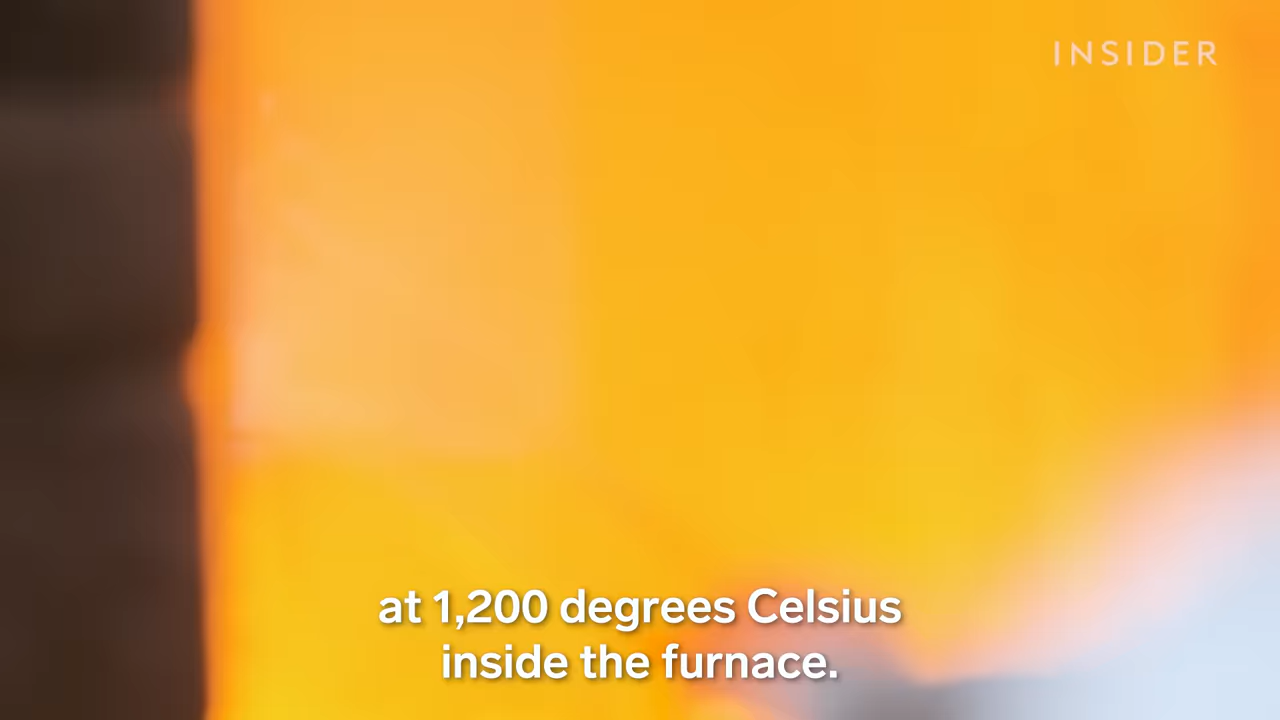 INSIDER
at 1,200 degrees Celsius
inside the furnace.